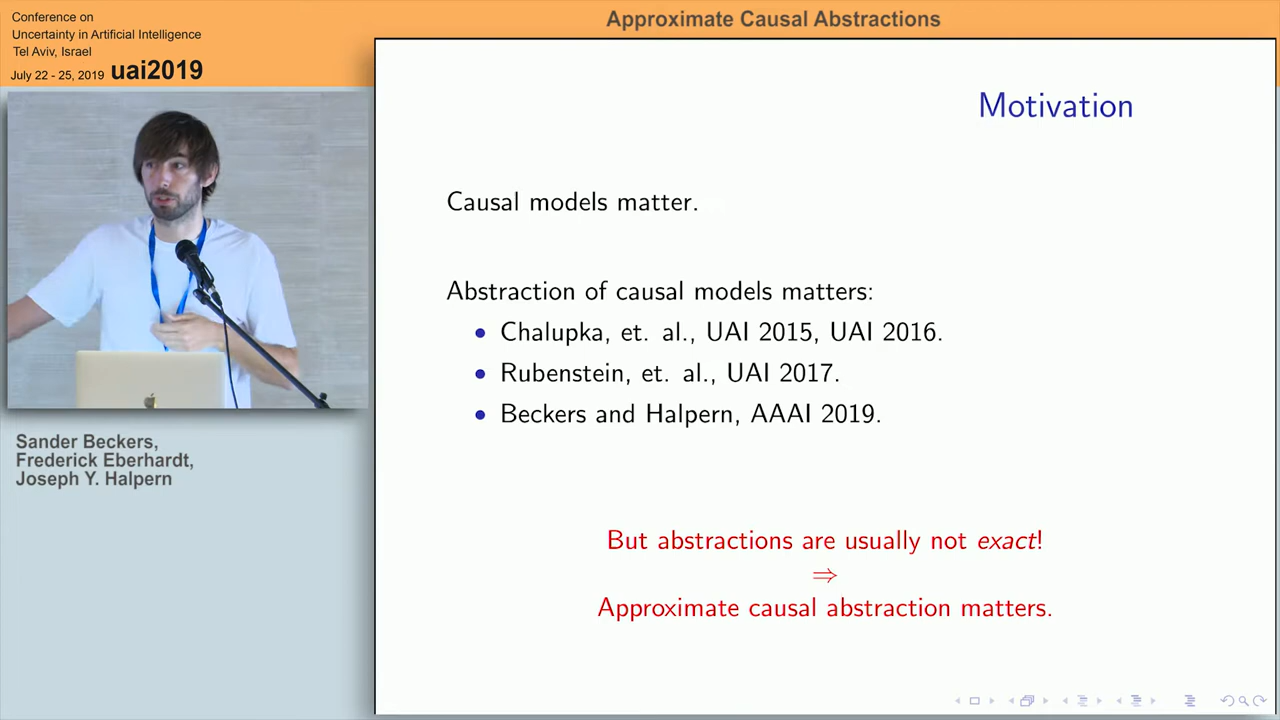 Conference on
Uncertainty in Artificial Intelligence
Tel Aviv, Israel
July 22 - 25, 2019 uai2019
Approximate Causal Abstractions
Motivation
Causal models matter.
Abstraction of causal models matters:
• Chalupka, et. al., UAI 2015, UAI 2016.
• Rubenstein, et. al., UAI 2017.
• Beckers and Halpern, AAAI 2019.
But abstractions are usually not exact!
⇒
Approximate causal abstraction matters.
Sander Beckers,
Frederick Eberhardt,
Joseph Y. Halpern